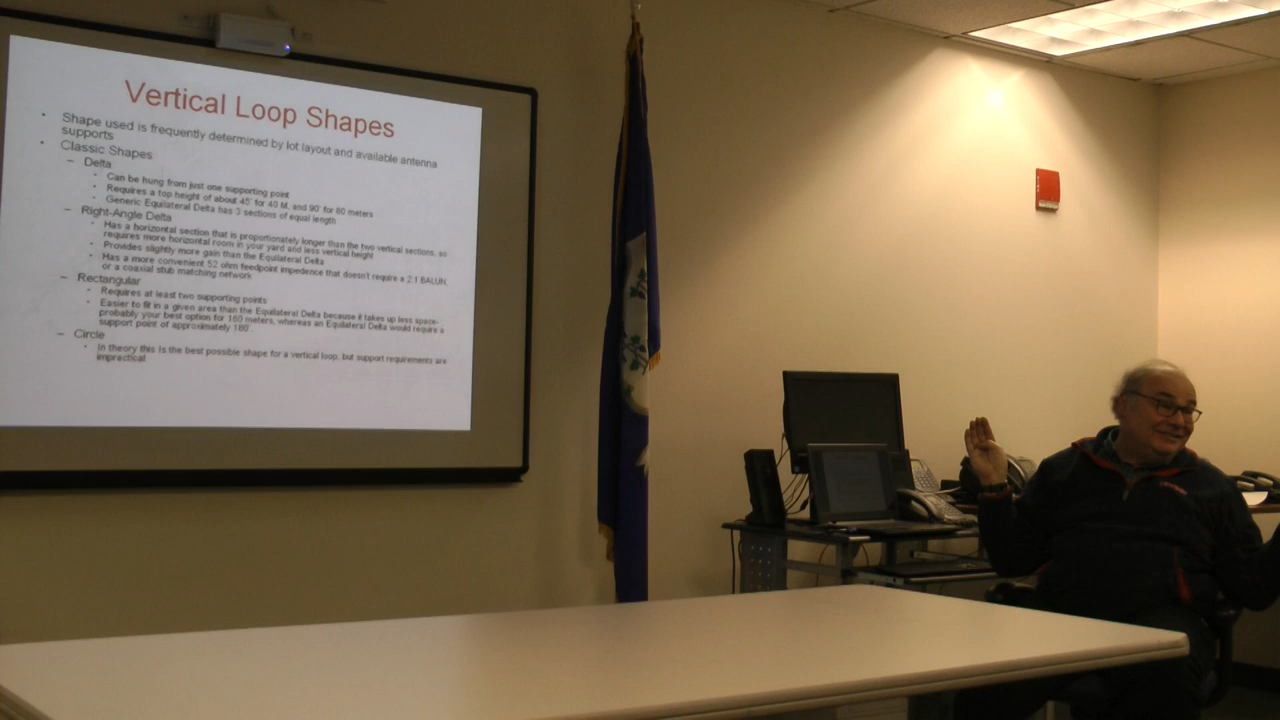 Vertical Loop Shapes
• Shape used is frequently determined by lot layout and available antenna
supports
• Classic Shapes
– Delta
• Can be hung from just one supporting point
• Requires a top height of about 45' for 40 M. and 90' for 80 meters
• Generic Equilateral Delta has 3 sections of equal length
– Right-Angle Delta
• Has a horizontal section that is proportionately longer than the two vertical sections, so
requires more horizontal room in your yard and less vertical height
• Provides slightly more gain than the Equilateral Delta
• Has a more convenient 52 ohm feedpoint impedence that doesn't require a 2:1 BALUN,
or a coaxial stub matching network
– Rectangular
• Requires at least two supporting points
• Easier to fit in a given area than the Equilateral Delta because it takes up less space-
probably your best option for 160 meters, whereas an Equilateral Delta would require a
support point of approximately 180'.
– Circle
• In theory this is the best possible shape for a vertical loop, but support requirements are
impractical